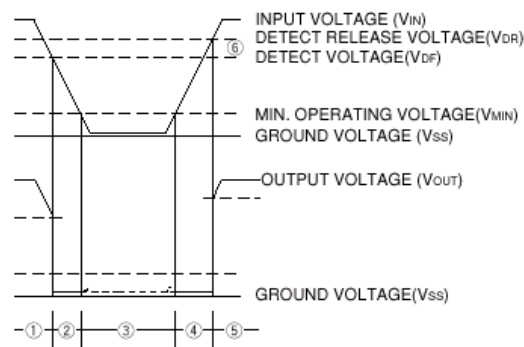 INPUT VOLTAGE (VIN)
DETECT RELEASE VOLTAGE(VDR)
⑥
DETECT VOLTAGE(VDF)
MIN. OPERATING VOLTAGE(VMIN)
GROUND VOLTAGE (VSS)
OUTPUT VOLTAGE (VOUT)
GROUND VOLTAGE(VSS)
① ② ③ ④ ⑤